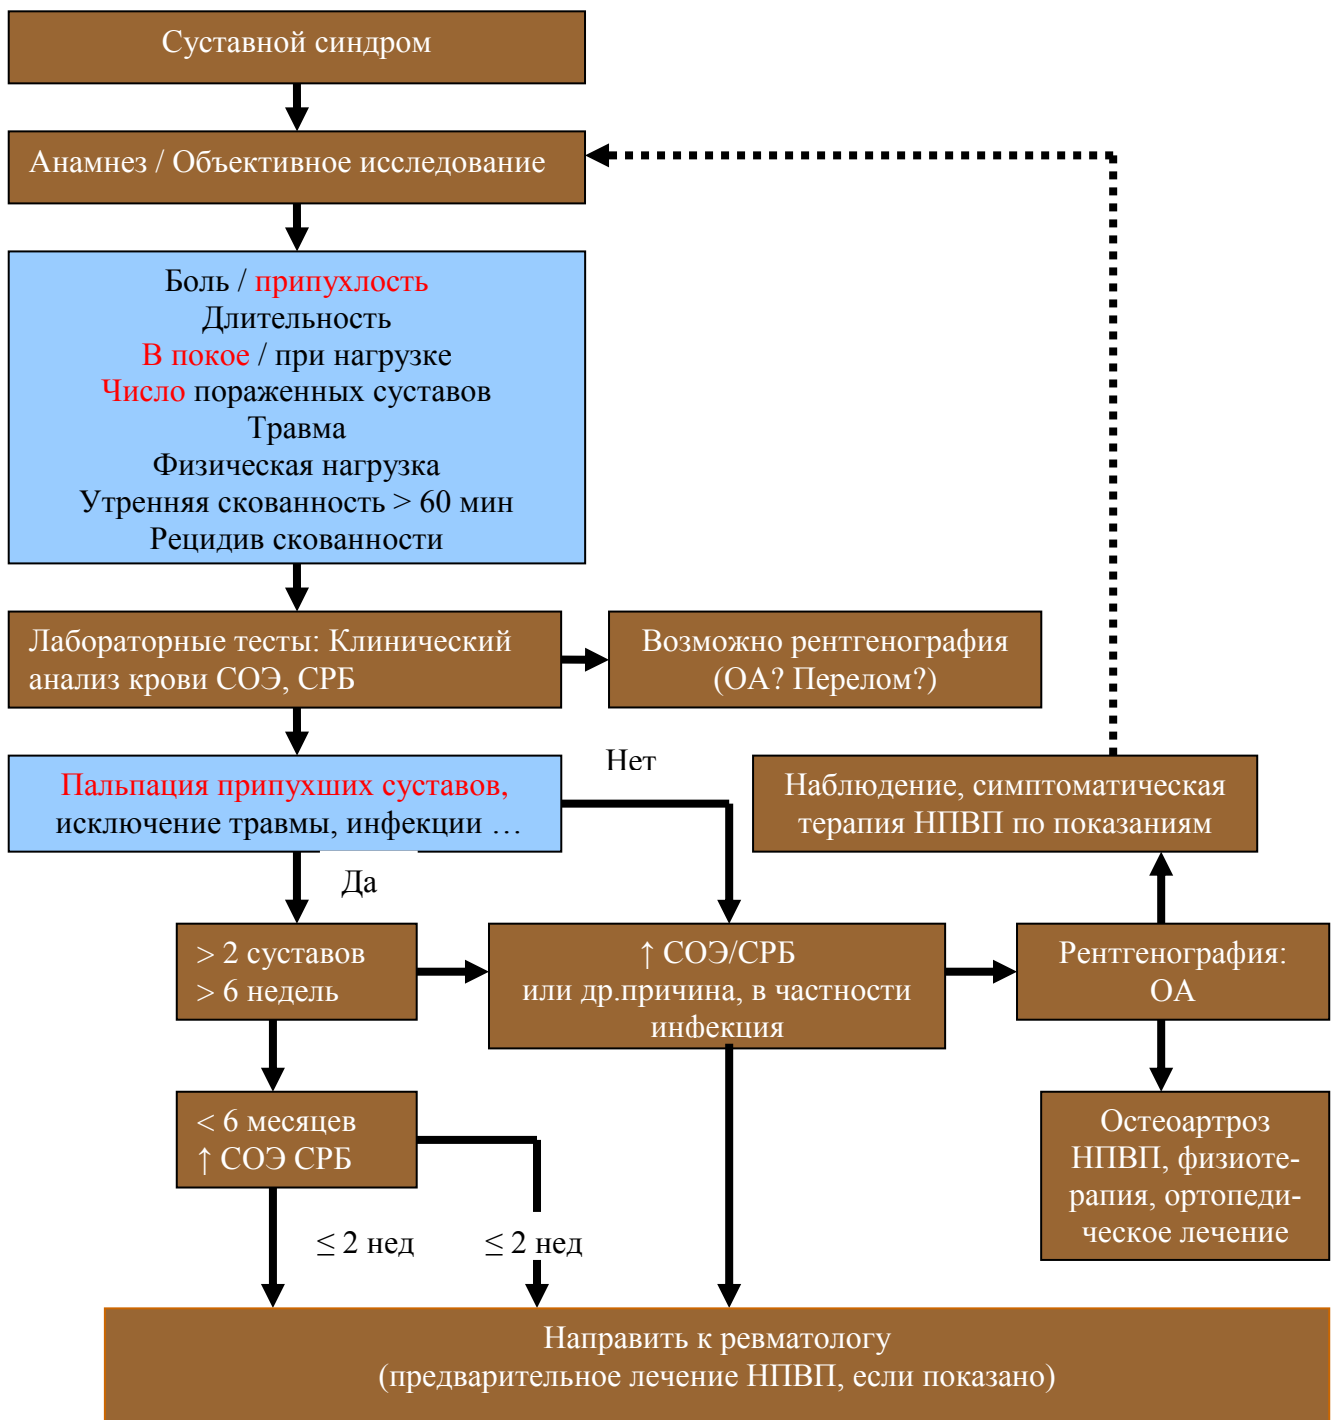 Суставной синдром
Анамнез / Объективное исследование
Боль / припухлость
Длительность
В покое / при нагрузке
Число пораженных суставов
Травма
Физическая нагрузка
Утренняя скованность > 60 мин
Рецидив скованности
Лабораторные тесты: Клинический
анализ крови СОЭ, СРБ
Возможно рентгенография
(ОА? Перелом?)
Пальпация припухших суставов,
исключение травмы, инфекции …
Нет
Наблюдение, симптоматическая
терапия НПВП по показаниям
Да
> 2 суставов
> 6 недель
↑ СОЭ/СРБ
или др.причина, в частности
инфекция
Рентгенография:
ОА
< 6 месяцев
↑ СОЭ СРБ
Остеоартроз
НПВП, физиоте-
рапия, ортопеди-
ческое лечение
≤ 2 нед
≤ 2 нед
Направить к ревматологу
(предварительное лечение НПВП, если показано)